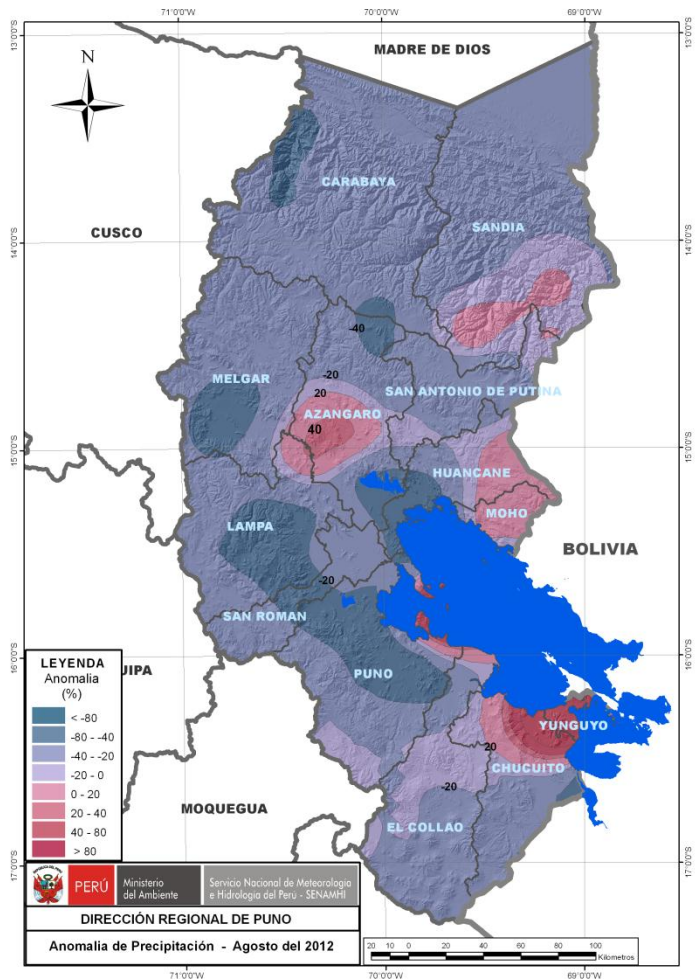 71°0'0"W 70°0'0"W 69°0'0"W
13°0'0"S 13°0'0"S
MADRE DE DIOS
N
CARABAYA
CUSCO
SANDIA
14°0'0"S 14°0'0"S
-40
MELGAR
-20
20
SAN ANTONIO DE PUTINA
AZANGARO
40
15°0'0"S 15°0'0"S
HUANCANE
MOHO
LAMPA
BOLIVIA
-20
SAN ROMAN
16°0'0"S 16°0'0"S
PUNO
LEYENDA
Anomalia
(%)
< -80
-80 - -40
-40 - -20
-20 - 0
0 - 20
20 - 40
40 - 80
> 80
UIPA
YUNGUYO
20
CHUCUITO
-20
MOQUEGUA
EL COLLAO
17°0'0"S 17°0'0"S
PERÚ
Ministerio
del Ambiente
Servicio Nacional de Meteorologia
e Hidrologia del Perú - SENAMHI
DIRECCIÓN REGIONAL DE PUNO
Anomalia de Precipitación - Agosto del 2012
20 10 0 20 40 60 80 100
Kilometros
71°0'0"W 70°0'0"W 69°0'0"W